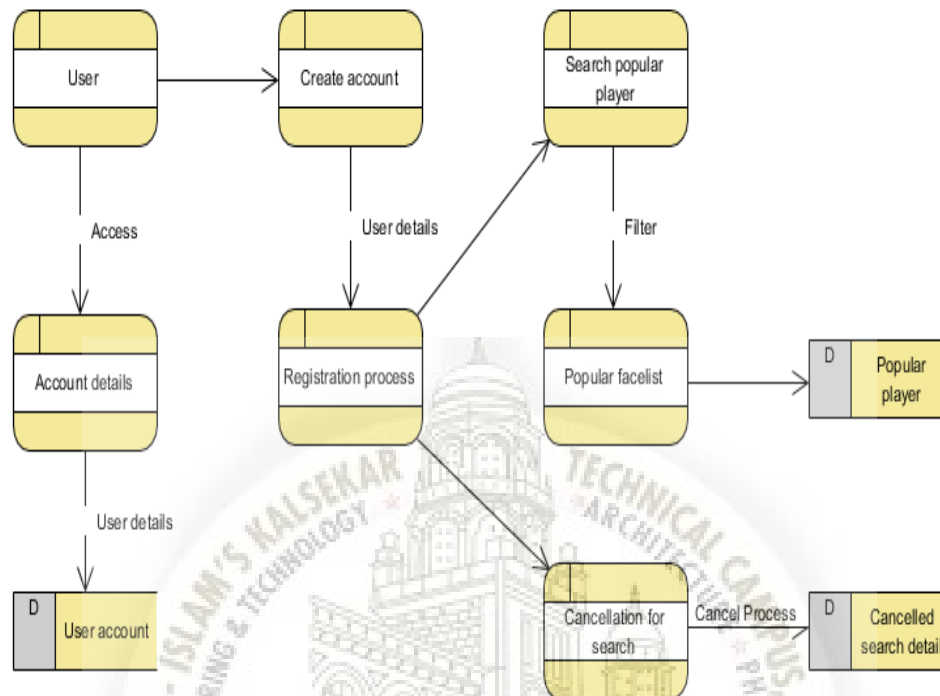 User
Create account
Search popular
player
Access
User details
Filter
Account details
Registration process
Popular facelist
D
Popular
player
User details
D
User account
Cancellation for
search
Cancel Process
D
Cancelled
search detail
ISLAM'S KALSEKAR
TECHNICAL CAMPUS
& TECHNOLOGY
ARCHITECTURE